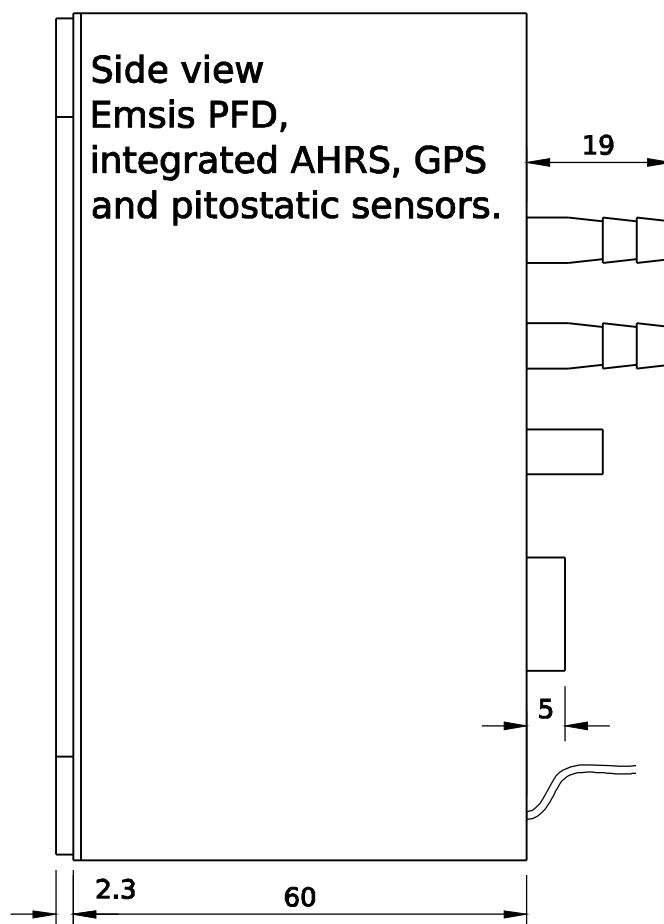 Side view
Emsis PFD,
integrated AHRS, GPS
and pitostatic sensors.
19
5
2.3
60